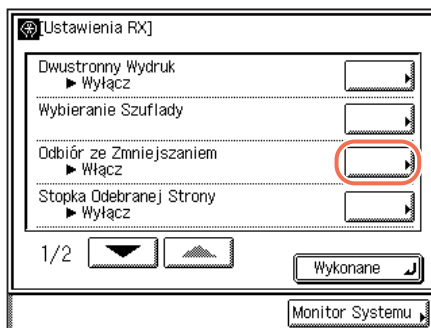 [Ustawienia RX]
Dwustronny Wydruk
► Wyłącz
Wybieranie Szuflady
Odbiór ze Zmniejszaniem
► Włącz
Stopka Odebranej Strony
► Wyłącz
1/2
Wykonane
Monitor Systemu